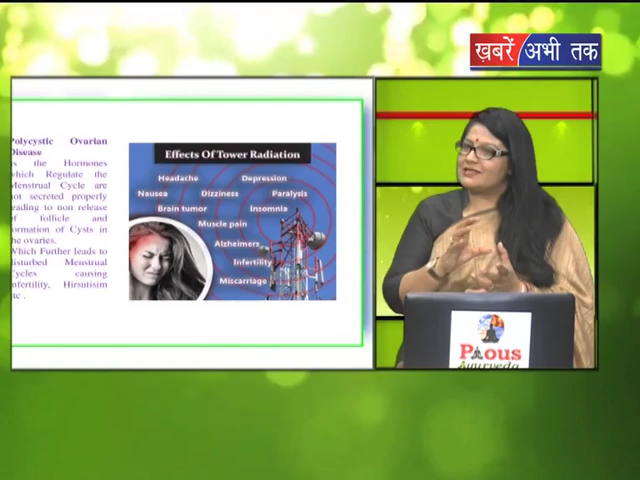 ख़बरें अभी तक
Polycystic Ovarian
Disease
is the Hormones
which Regulate the
Menstrual Cycle are
not secreted properly
leading to non release
of follicle and
formation of Cysts in
the ovaries.
Which Further leads to
disturbed Menstrual
Cycles causing
Infertility, Hirsutisim
etc .
Effects Of Tower Radiation
Headache Depression
Nausea Dizziness Paralysis
Brain tumor Insomnia
Muscle pain
Alzheimers
Infertility
Miscarriage
Pious
Ayurveda